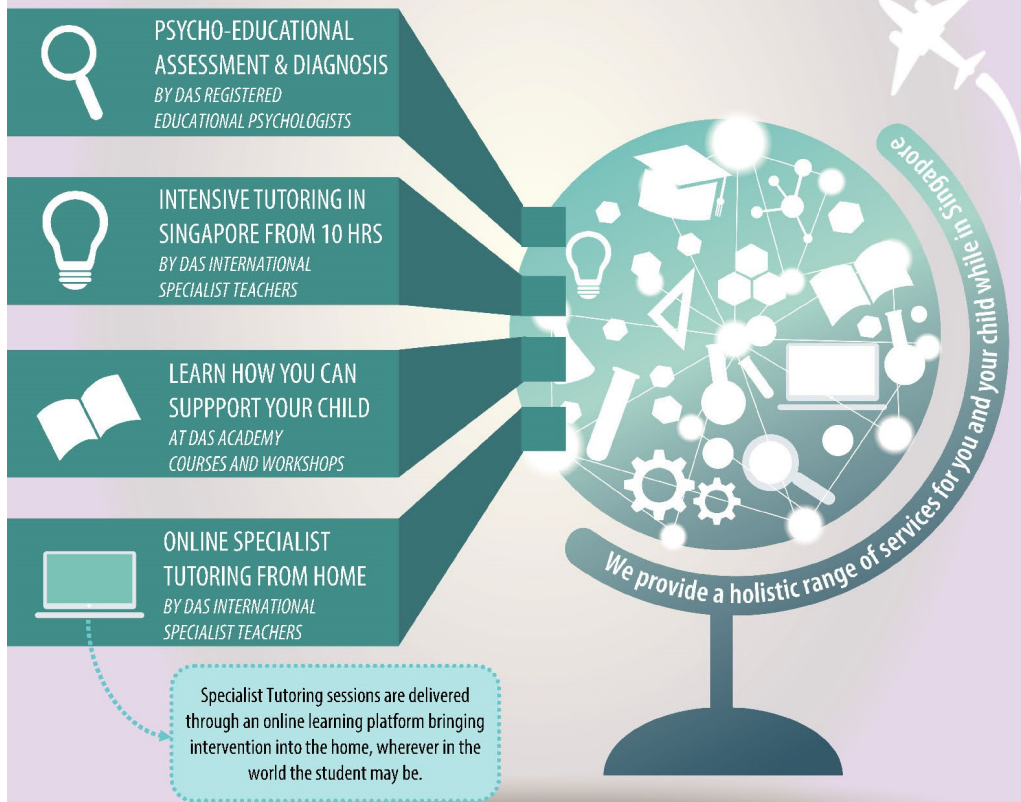 PSYCHO-EDUCATIONAL
ASSESSMENT & DIAGNOSIS
BY DAS REGISTERED
EDUCATIONAL PSYCHOLOGISTS
INTENSIVE TUTORING IN
SINGAPORE FROM 10 HRS
BY DAS INTERNATIONAL
SPECIALIST TEACHERS
LEARN HOW YOU CAN
SUPPPORT YOUR CHILD
AT DAS ACADEMY
COURSES AND WORKSHOPS
ONLINE SPECIALIST
TUTORING FROM HOME
BY DAS INTERNATIONAL
SPECIALIST TEACHERS
Specialist Tutoring sessions are delivered
through an online learning platform bringing
intervention into the home, wherever in the
world the student may be.
We provide a holistic range of services for you and your child while in Singapore